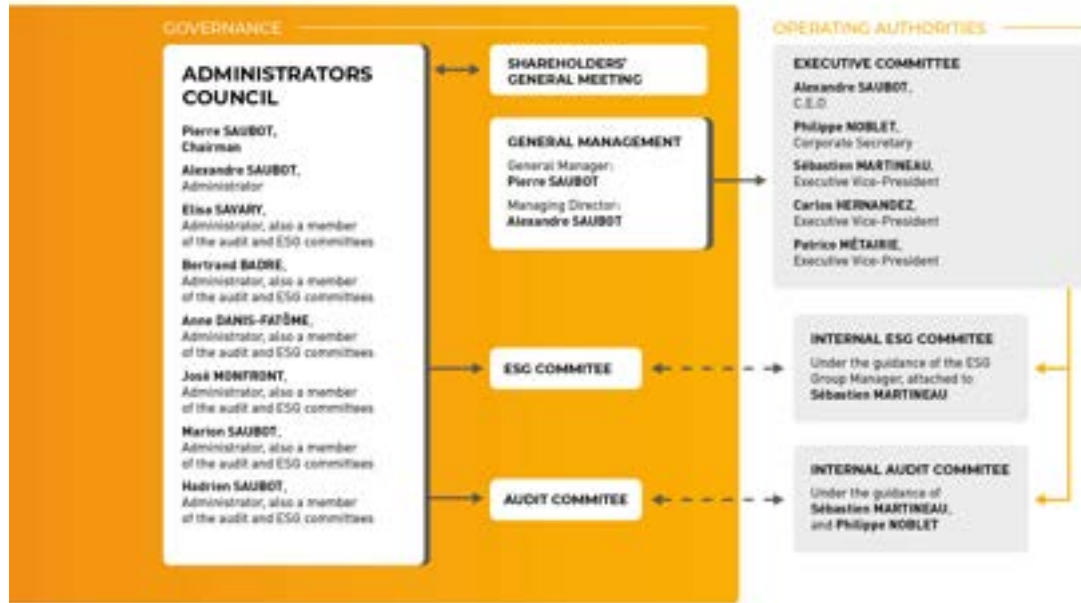 GOVERNANCE
ADMINISTRATORS
COUNCIL
Pierre SAUBOT,
Chairman
Alexandre SAUBOT,
Administrator
Elisa SAVARY,
Administrator, also a member
of the audit and ESG committees
Bertrand BADRE,
Administrator, also a member
of the audit and ESG committees
Anne DANIS-FATÔME,
Administrator, also a member
of the audit and ESG committees
José MONFRONT,
Administrator, also a member
of the audit and ESG committees
Marion SAUBOT,
Administrator, also a member
of the audit and ESG committees
Hadrien SAUBOT,
Administrator, also a member
of the audit and ESG committees
SHAREHOLDERS'
GENERAL MEETING
GENERAL MANAGEMENT
General Manager:
Pierre SAUBOT
Managing Director:
Alexandre SAUBOT
ESG COMMITEE
AUDIT COMMITEE
OPERATING AUTHORITIES
EXECUTIVE COMMITTEE
Alexandre SAUBOT,
C.E.O
Philippe NOBLET,
Corporate Secretary
Sébastien MARTINEAU,
Executive Vice-President
Carlos HERNANDEZ,
Executive Vice-President
Patrice MÉTAIRIE,
Executive Vice-President
INTERNAL ESG COMMITEE
Under the guidance of the ESG
Group Manager, attached to
Sébastien MARTINEAU
INTERNAL AUDIT COMMITEE
Under the guidance of
Sébastien MARTINEAU,
and Philippe NOBLET